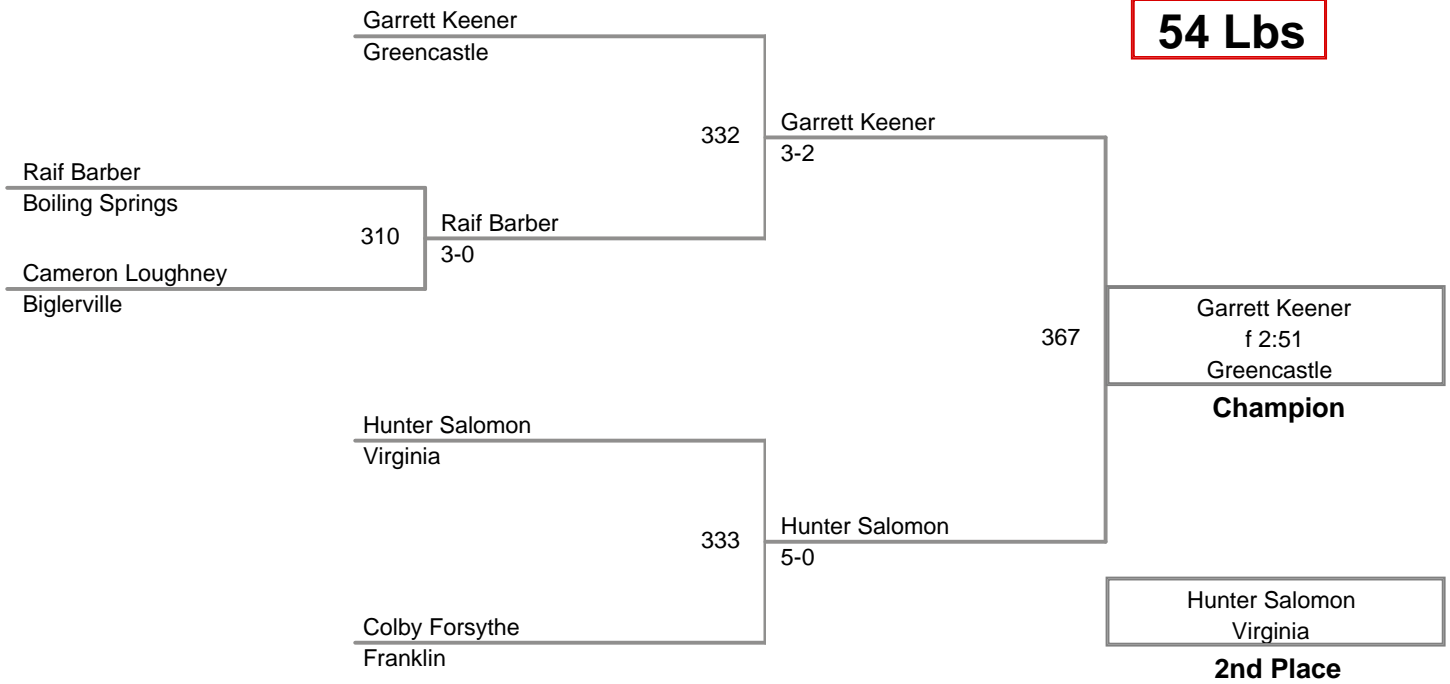 Garrett Keener
Greencastle
54 Lbs
332
Garrett Keener
3-2
Raif Barber
Boiling Springs
310
Raif Barber
3-0
Cameron Loughney
Biglerville
367
Garrett Keener
f 2:51
Greencastle
Champion
Hunter Salomon
Virginia
333
Hunter Salomon
5-0
Colby Forsythe
Franklin
Hunter Salomon
Virginia
2nd Place